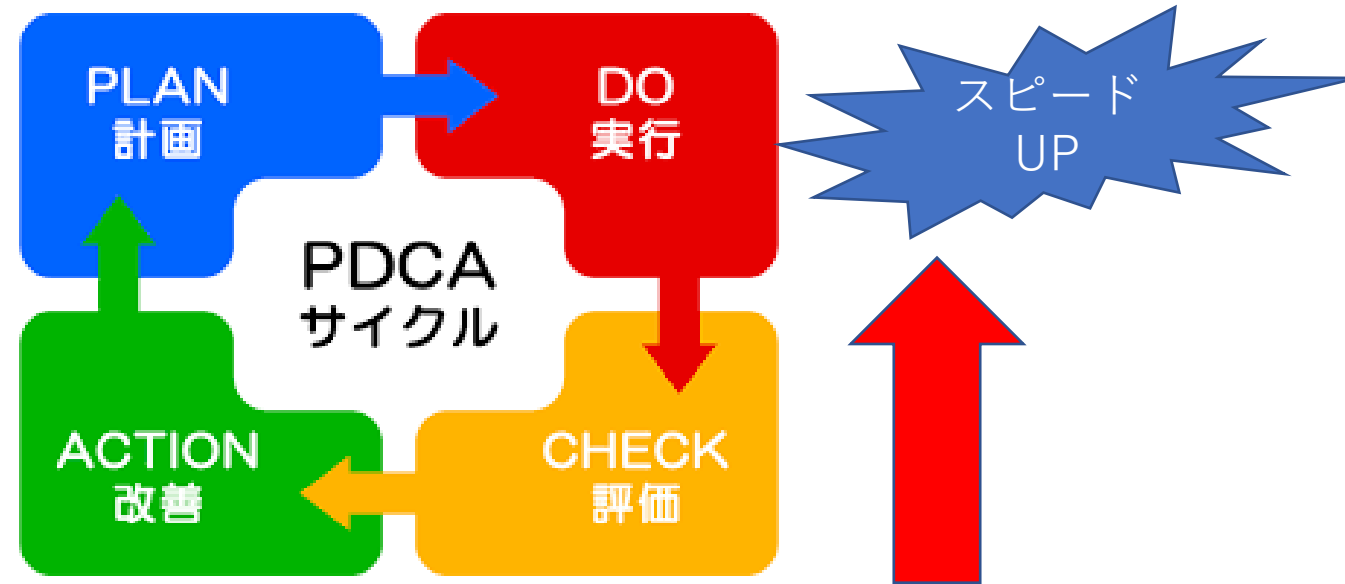 PLAN
計画
DO
実行
スピード
UP
PDCA
サイクル
ACTION
改善
CHECK
評価